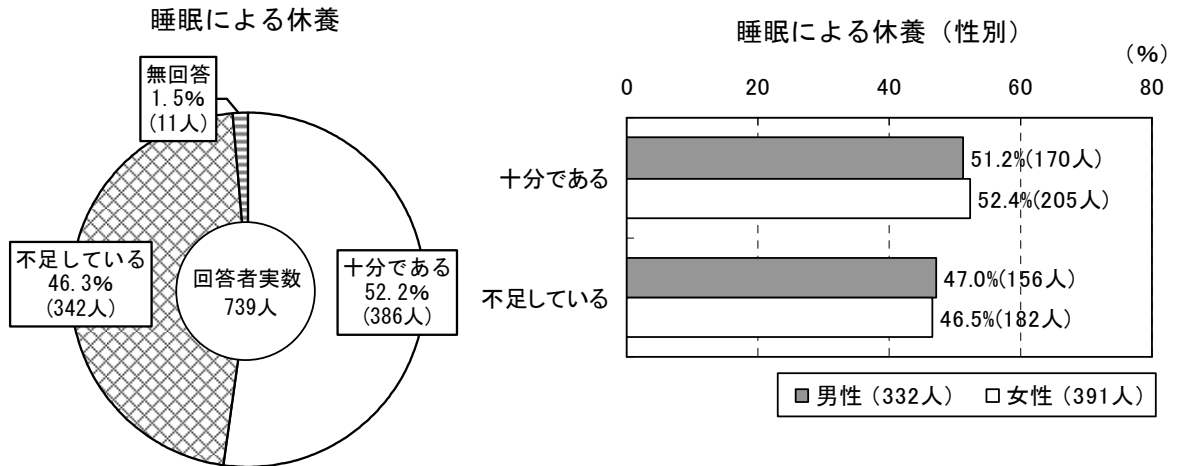 睡眠による休養
無回答
1.5%
(11人)
不足している
46.3%
(342人)
回答者実数
739人
十分である
52.2%
(386人)
睡眠による休養（性別）
（%）
0 20 40 60 80
十分である
51.2%(170人)
52.4%(205人)
不足している
47.0%(156人)
46.5%(182人)
男性（332人） 女性（391人）